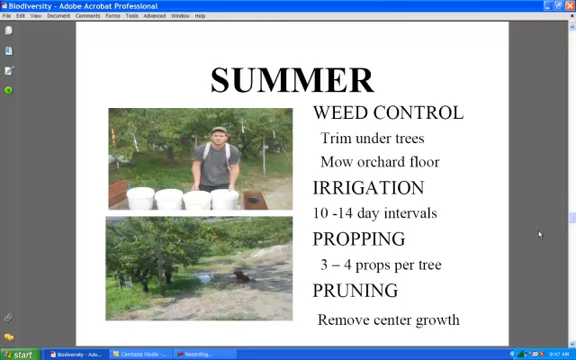 Biodiversity - Adobe Acrobat Professional
File Edit View Document Comments Forms Tools Advanced Window Help
SUMMER
WEED CONTROL
Trim under trees
Mow orchard floor
IRRIGATION
10 -14 day intervals
PROPPING
3 – 4 props per tree
PRUNING
Remove center growth
start Biodiversity - Ado... Camtasia Studio -... Recording... 9:47 AM